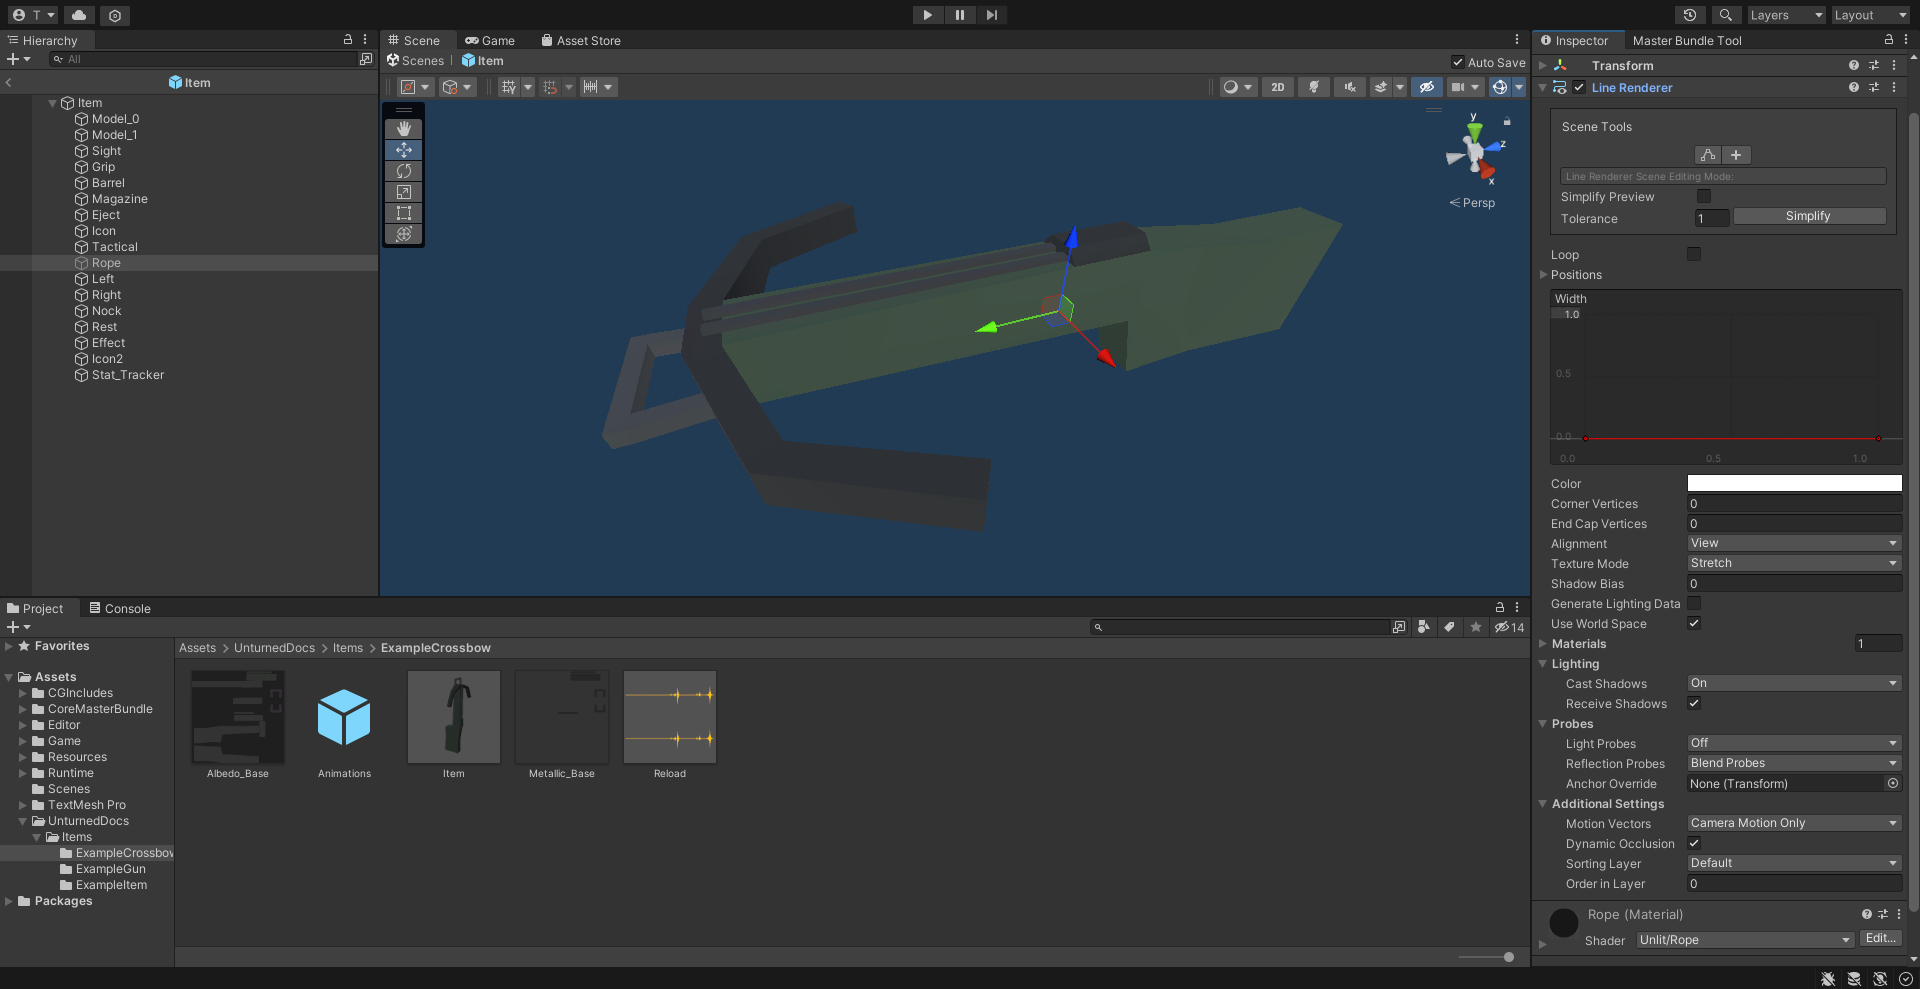 T
Layers
Layout
Hierarchy
All
Item
Item
Model_0
Model_1
Sight
Grip
Barrel
Magazine
Eject
Icon
Tactical
Rope
Left
Right
Nock
Rest
Effect
Icon2
Stat_Tracker
Scene
Game
Asset Store
Scenes
Item
Auto Save
2D
y
z
x
Persp
Inspector
Master Bundle Tool
Transform
Line Renderer
Scene Tools
Line Renderer Scene Editing Mode:
Simplify Preview
Tolerance
1
Simplify
Loop
Positions
Width
1.0
0.5
0.0
0.0
0.5
1.0
Color
Corner Vertices
0
End Cap Vertices
0
Alignment
View
Texture Mode
Stretch
Shadow Bias
0
Generate Lighting Data
Use World Space
Materials
1
Lighting
Cast Shadows
On
Receive Shadows
Probes
Light Probes
Off
Reflection Probes
Blend Probes
Anchor Override
None (Transform)
Additional Settings
Motion Vectors
Camera Motion Only
Dynamic Occlusion
Sorting Layer
Default
Order in Layer
0
Rope (Material)
Shader
Unlit/Rope
Edit...
Project
Console
14
Favorites
Assets
CGIncludes
CoreMasterBundle
Editor
Game
Resources
Runtime
Scenes
TextMesh Pro
UnturnedDocs
Items
ExampleCrossbow
ExampleGun
ExampleItem
Packages
Assets > UnturnedDocs > Items > ExampleCrossbow
Albedo_Base
Animations
Item
Metallic_Base
Reload